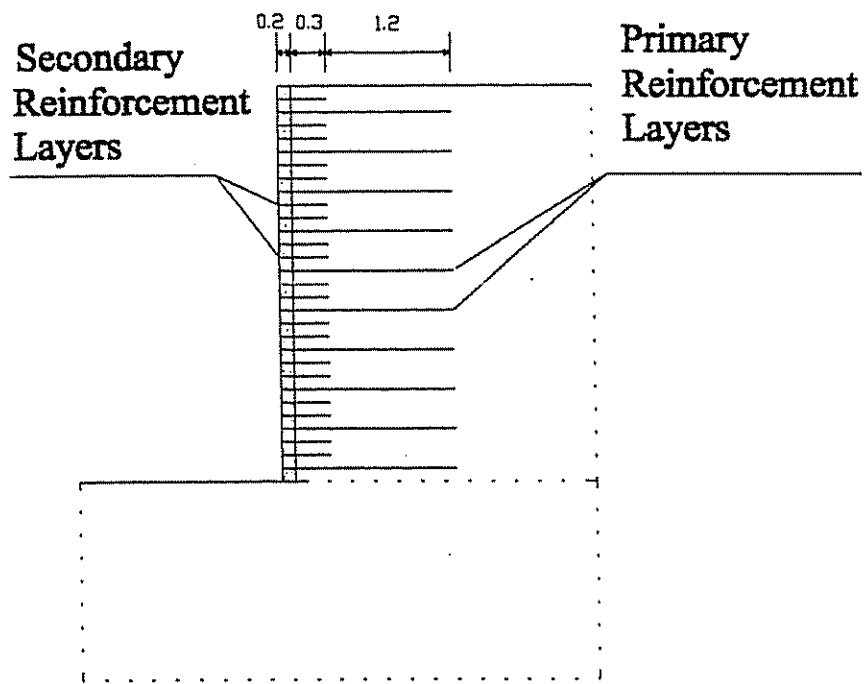 0.2 0.3 1.2
Secondary
Reinforcement
Layers
Primary
Reinforcement
Layers